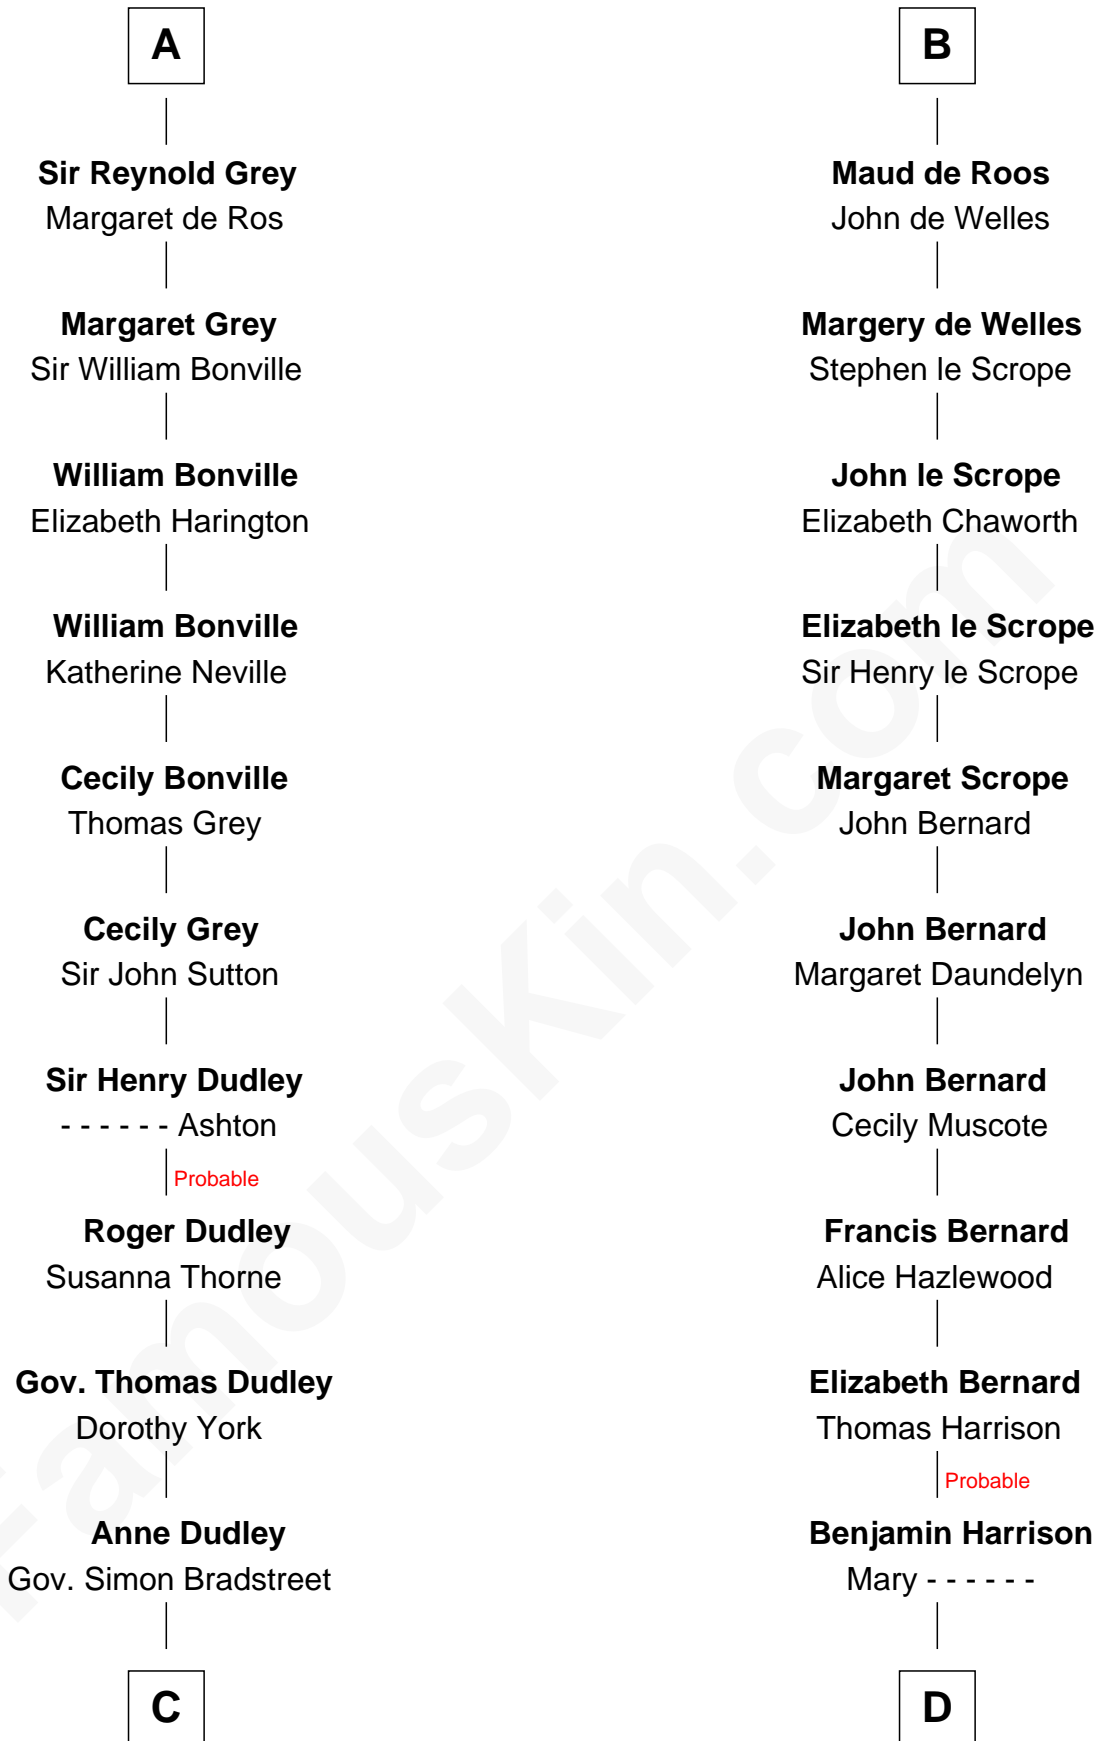 A
Sir Reynold Grey
Margaret de Ros
Margaret Grey
Sir William Bonville
William Bonville
Elizabeth Harington
William Bonville
Katherine Neville
Cecily Bonville
Thomas Grey
Cecily Grey
Sir John Sutton
Sir Henry Dudley
- - - - - - Ashton
Probable
Roger Dudley
Susanna Thorne
Gov. Thomas Dudley
Dorothy York
Anne Dudley
Gov. Simon Bradstreet
C
B
Maud de Roos
John de Welles
Margery de Welles
Stephen le Scrope
John le Scrope
Elizabeth Chaworth
Elizabeth le Scrope
Sir Henry le Scrope
Margaret Scrope
John Bernard
John Bernard
Margaret Daundelyn
John Bernard
Cecily Muscote
Francis Bernard
Alice Hazlewood
Elizabeth Bernard
Thomas Harrison
Probable
Benjamin Harrison
Mary - - - - - -
D
FamousKin.com